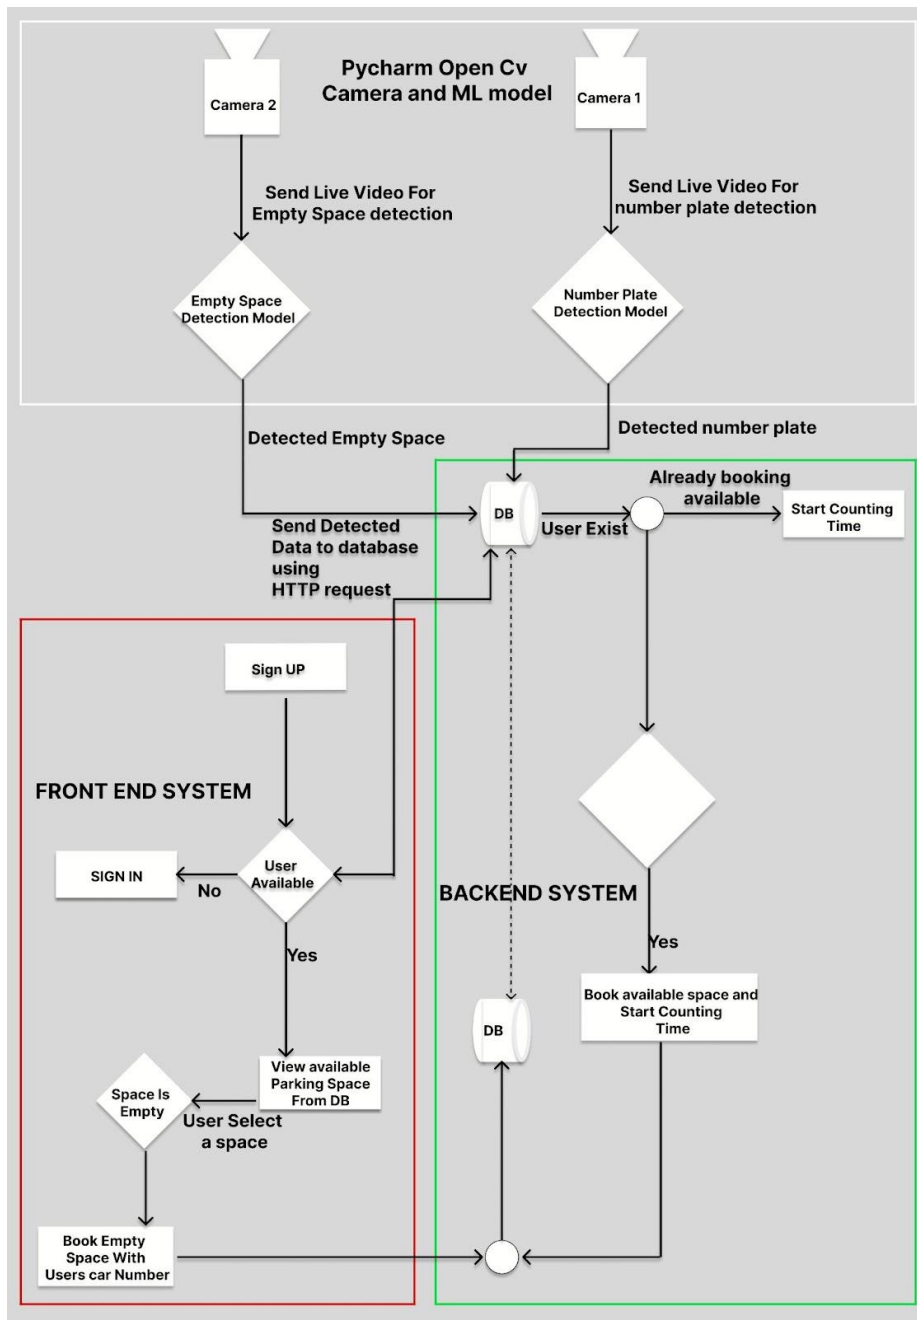 Pycharm Open Cv
Camera and ML model
Camera 2
Camera 1
Send Live Video For
Empty Space detection
Send Live Video For
number plate detection
Empty Space
Detection Model
Number Plate
Detection Model
Detected Empty Space
Detected number plate
Already booking
available
DB
User Exist
Start Counting
Time
Send Detected
Data to database
using
HTTP request
Sign UP
FRONT END SYSTEM
User
Available
SIGN IN
No
BACKEND SYSTEM
Yes
Yes
Book available space and
Start Counting
Time
DB
View available
Parking Space
From DB
Space Is
Empty
User Select
a space
Book Empty
Space With
Users car Number